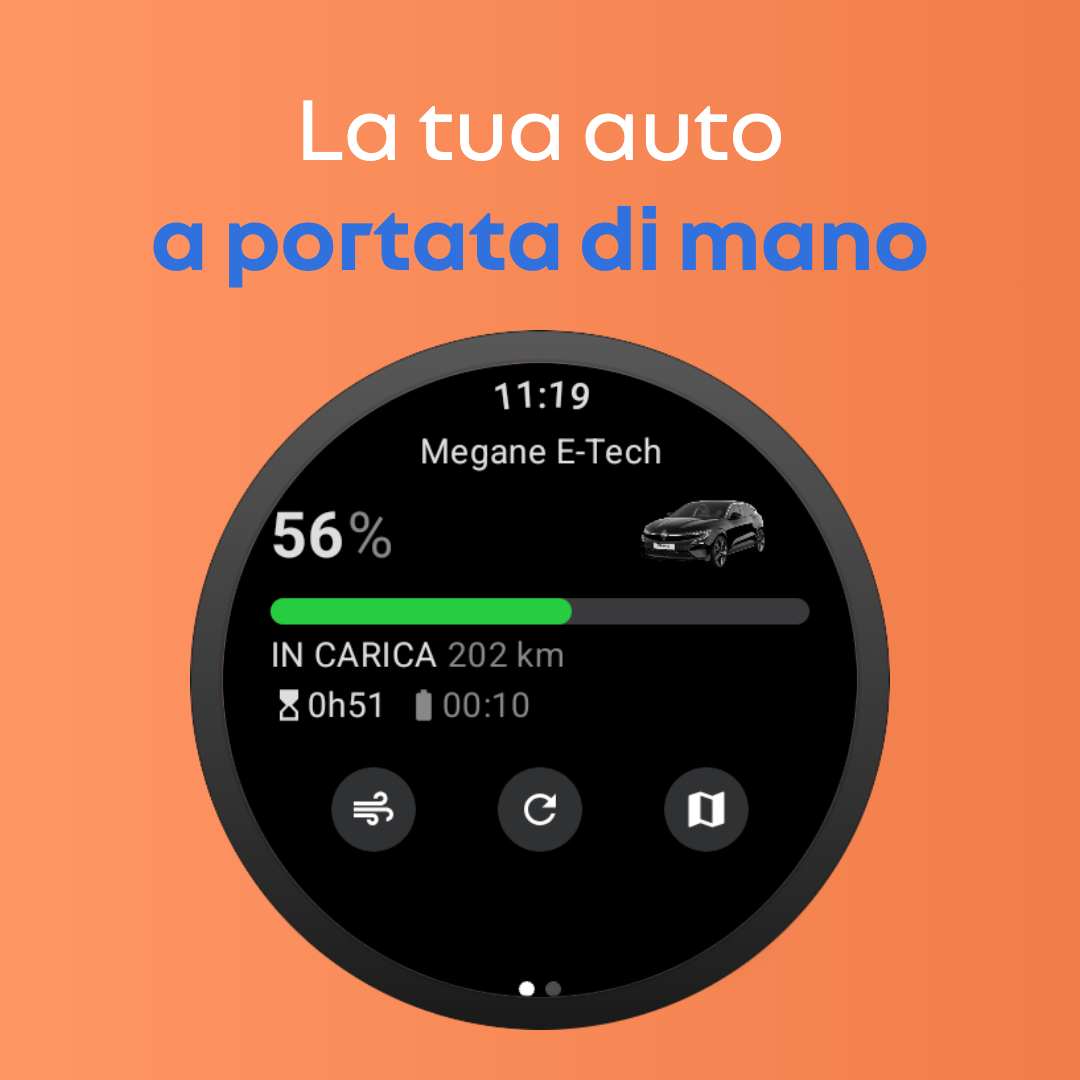 La tua auto
a portata di mano
11:19
Megane E-Tech
56%
IN CARICA 202 km
0h51 00:10